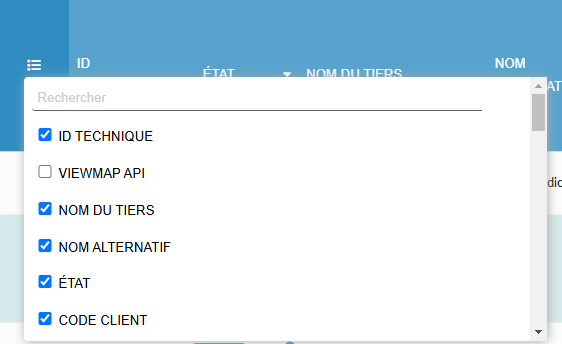 ID
NOM
ÉTAT
NOM DU TIERS
Rechercher
ID TECHNIQUE
VIEWMAP API
NOM DU TIERS
NOM ALTERNATIF
ÉTAT
CODE CLIENT